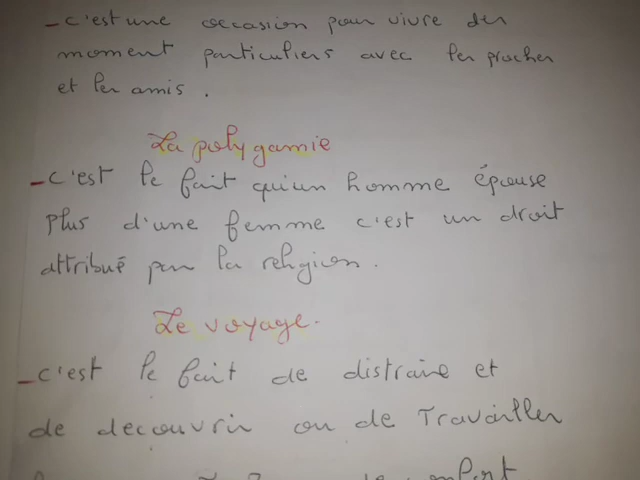 - c'est une occasion pour vivre des
moment particuliers avec les proches
et les amis .
La polygamie
- c'est le fait qu'un homme épouse
plus d'une femme c'est un droit
attribué par la religion .
Le voyage .
- c'est le fait de distraire et
de decouvrir ou de Travailler